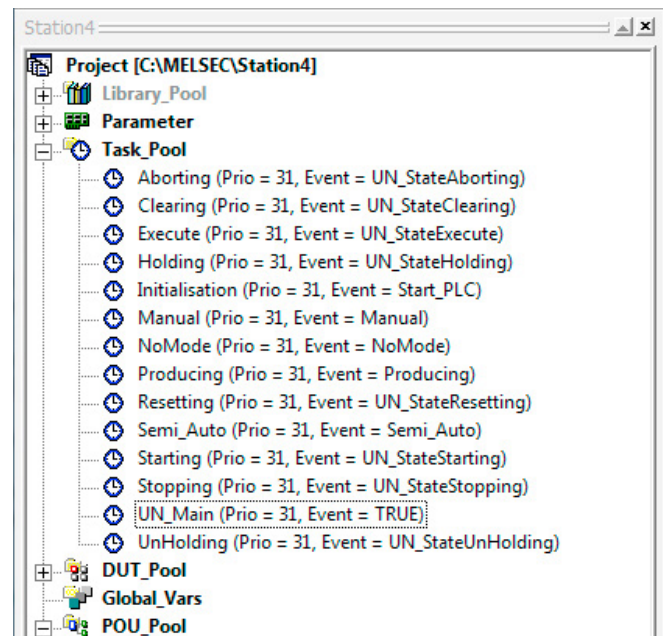 Station4
Project [C:\MELSEC\Station4]
Library_Pool
Parameter
Task_Pool
Aborting (Prio = 31, Event = UN_StateAborting)
Clearing (Prio = 31, Event = UN_StateClearing)
Execute (Prio = 31, Event = UN_StateExecute)
Holding (Prio = 31, Event = UN_StateHolding)
Initialisation (Prio = 31, Event = Start_PLC)
Manual (Prio = 31, Event = Manual)
NoMode (Prio = 31, Event = NoMode)
Producing (Prio = 31, Event = Producing)
Resetting (Prio = 31, Event = UN_StateResetting)
Semi_Auto (Prio = 31, Event = Semi_Auto)
Starting (Prio = 31, Event = UN_StateStarting)
Stopping (Prio = 31, Event = UN_StateStopping)
UN_Main (Prio = 31, Event = TRUE)
UnHolding (Prio = 31, Event = UN_StateUnHolding)
DUT_Pool
Global_Vars
POU_Pool